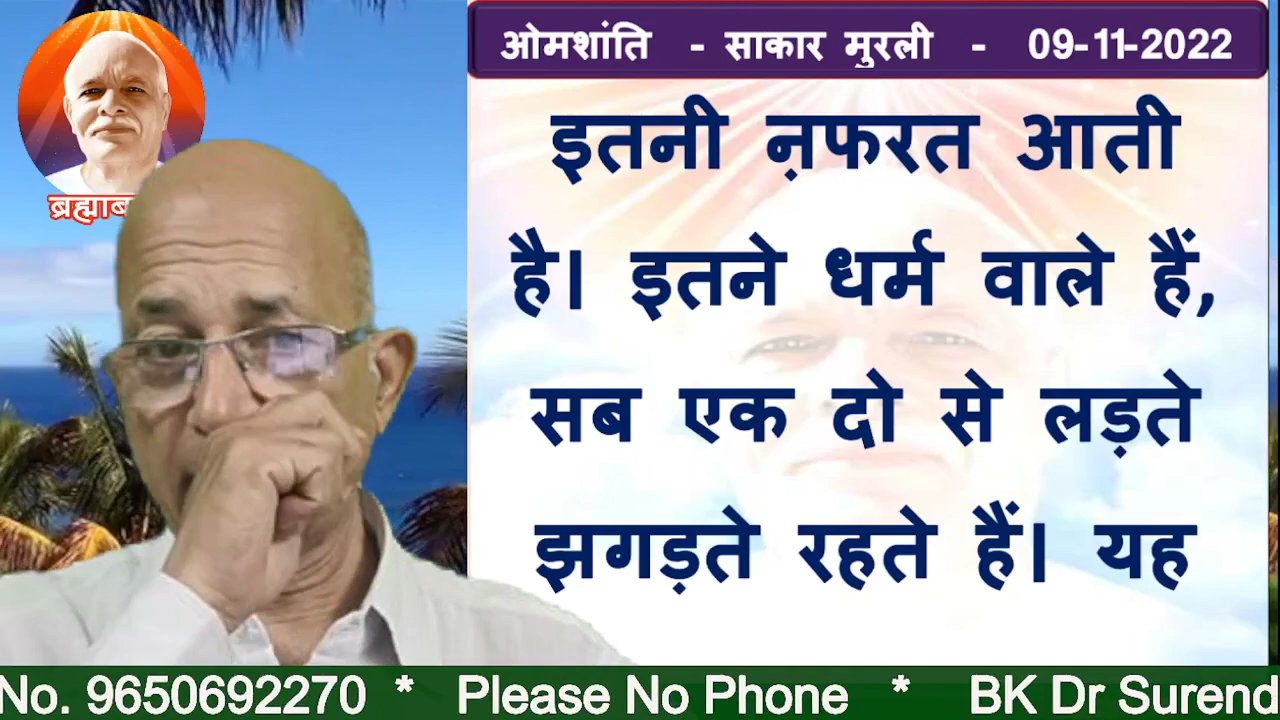 ओमशांति - साकार मुरली - 09-11-2022
इतनी ऩफरत आती
है। इतने धर्म वाले हैं,
सब एक दो से लड़ते
झगड़ते रहते हैं। यह
No. 9650692270 * Please No Phone * BK Dr Surend